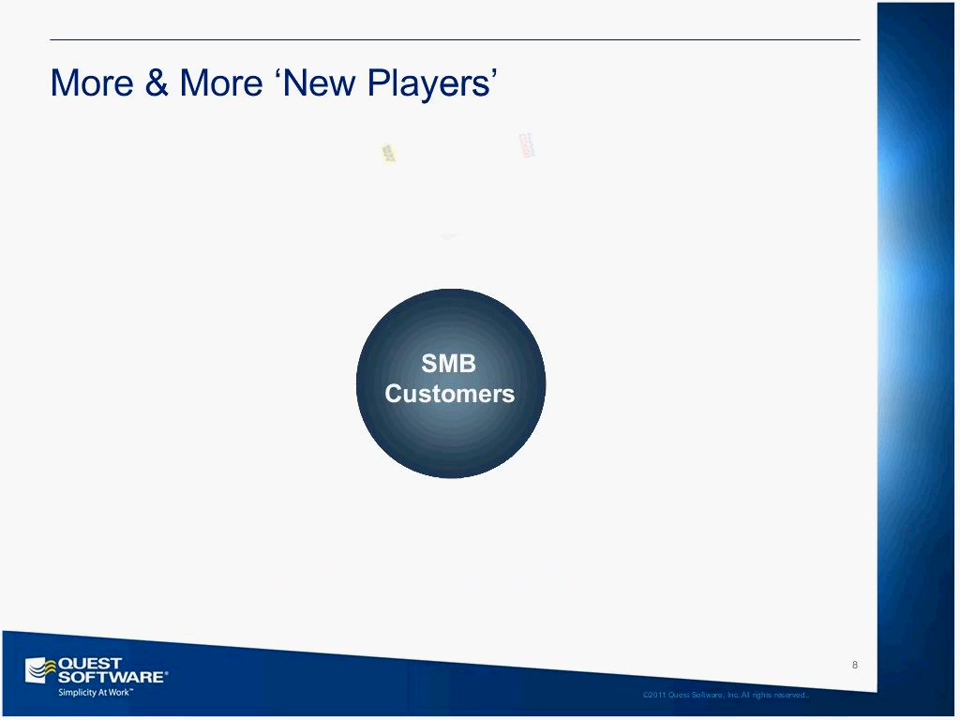 More & More ‘New Players’
SMB
Customers
8
QUEST
SOFTWARE®
Simplicity At Work™
©2011 Quest Software, Inc. All rights reserved..